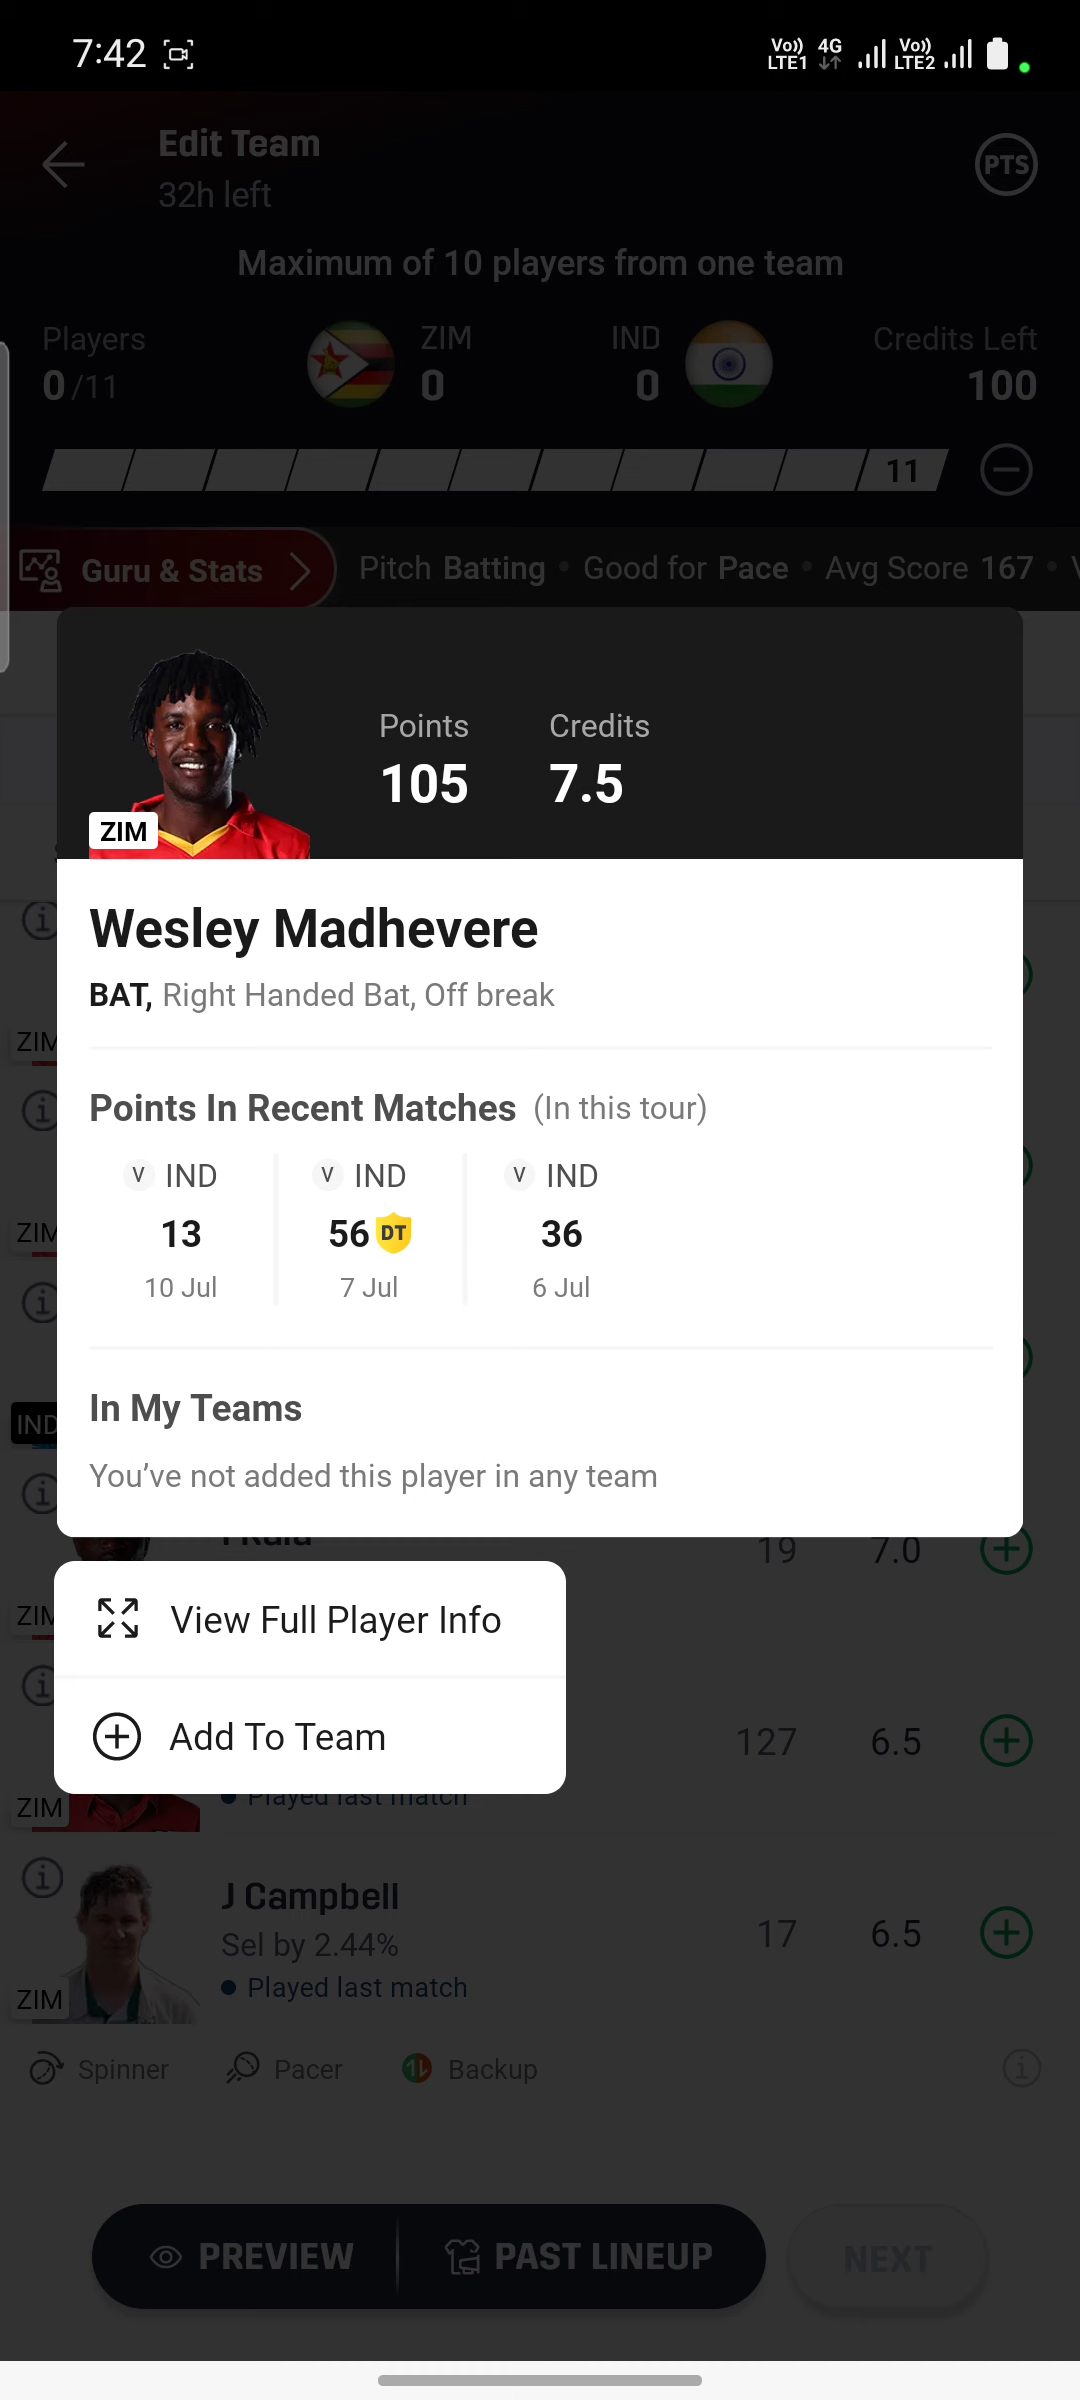 7:42 Vo)) LTE1 4G Vo)) LTE2
Edit Team
32h left
PTS
Maximum of 10 players from one team
Players ZIM IND Credits Left
0/11 0 0 100
11
Guru & Stats Pitch Batting • Good for Pace • Avg Score 167 •
Points Credits
105 7.5
ZIM
Wesley Madhevere
BAT, Right Handed Bat, Off break
ZIM
Points In Recent Matches (In this tour)
V IND V IND V IND
13 56 DT 36
ZIM
10 Jul 7 Jul 6 Jul
In My Teams
IND
You’ve not added this player in any team
19 7.0
View Full Player Info
ZIM
Add To Team
127 6.5
Played last match
ZIM
J Campbell
Sel by 2.44%
17 6.5
Played last match
ZIM
Spinner Pacer Backup
PREVIEW PAST LINEUP NEXT